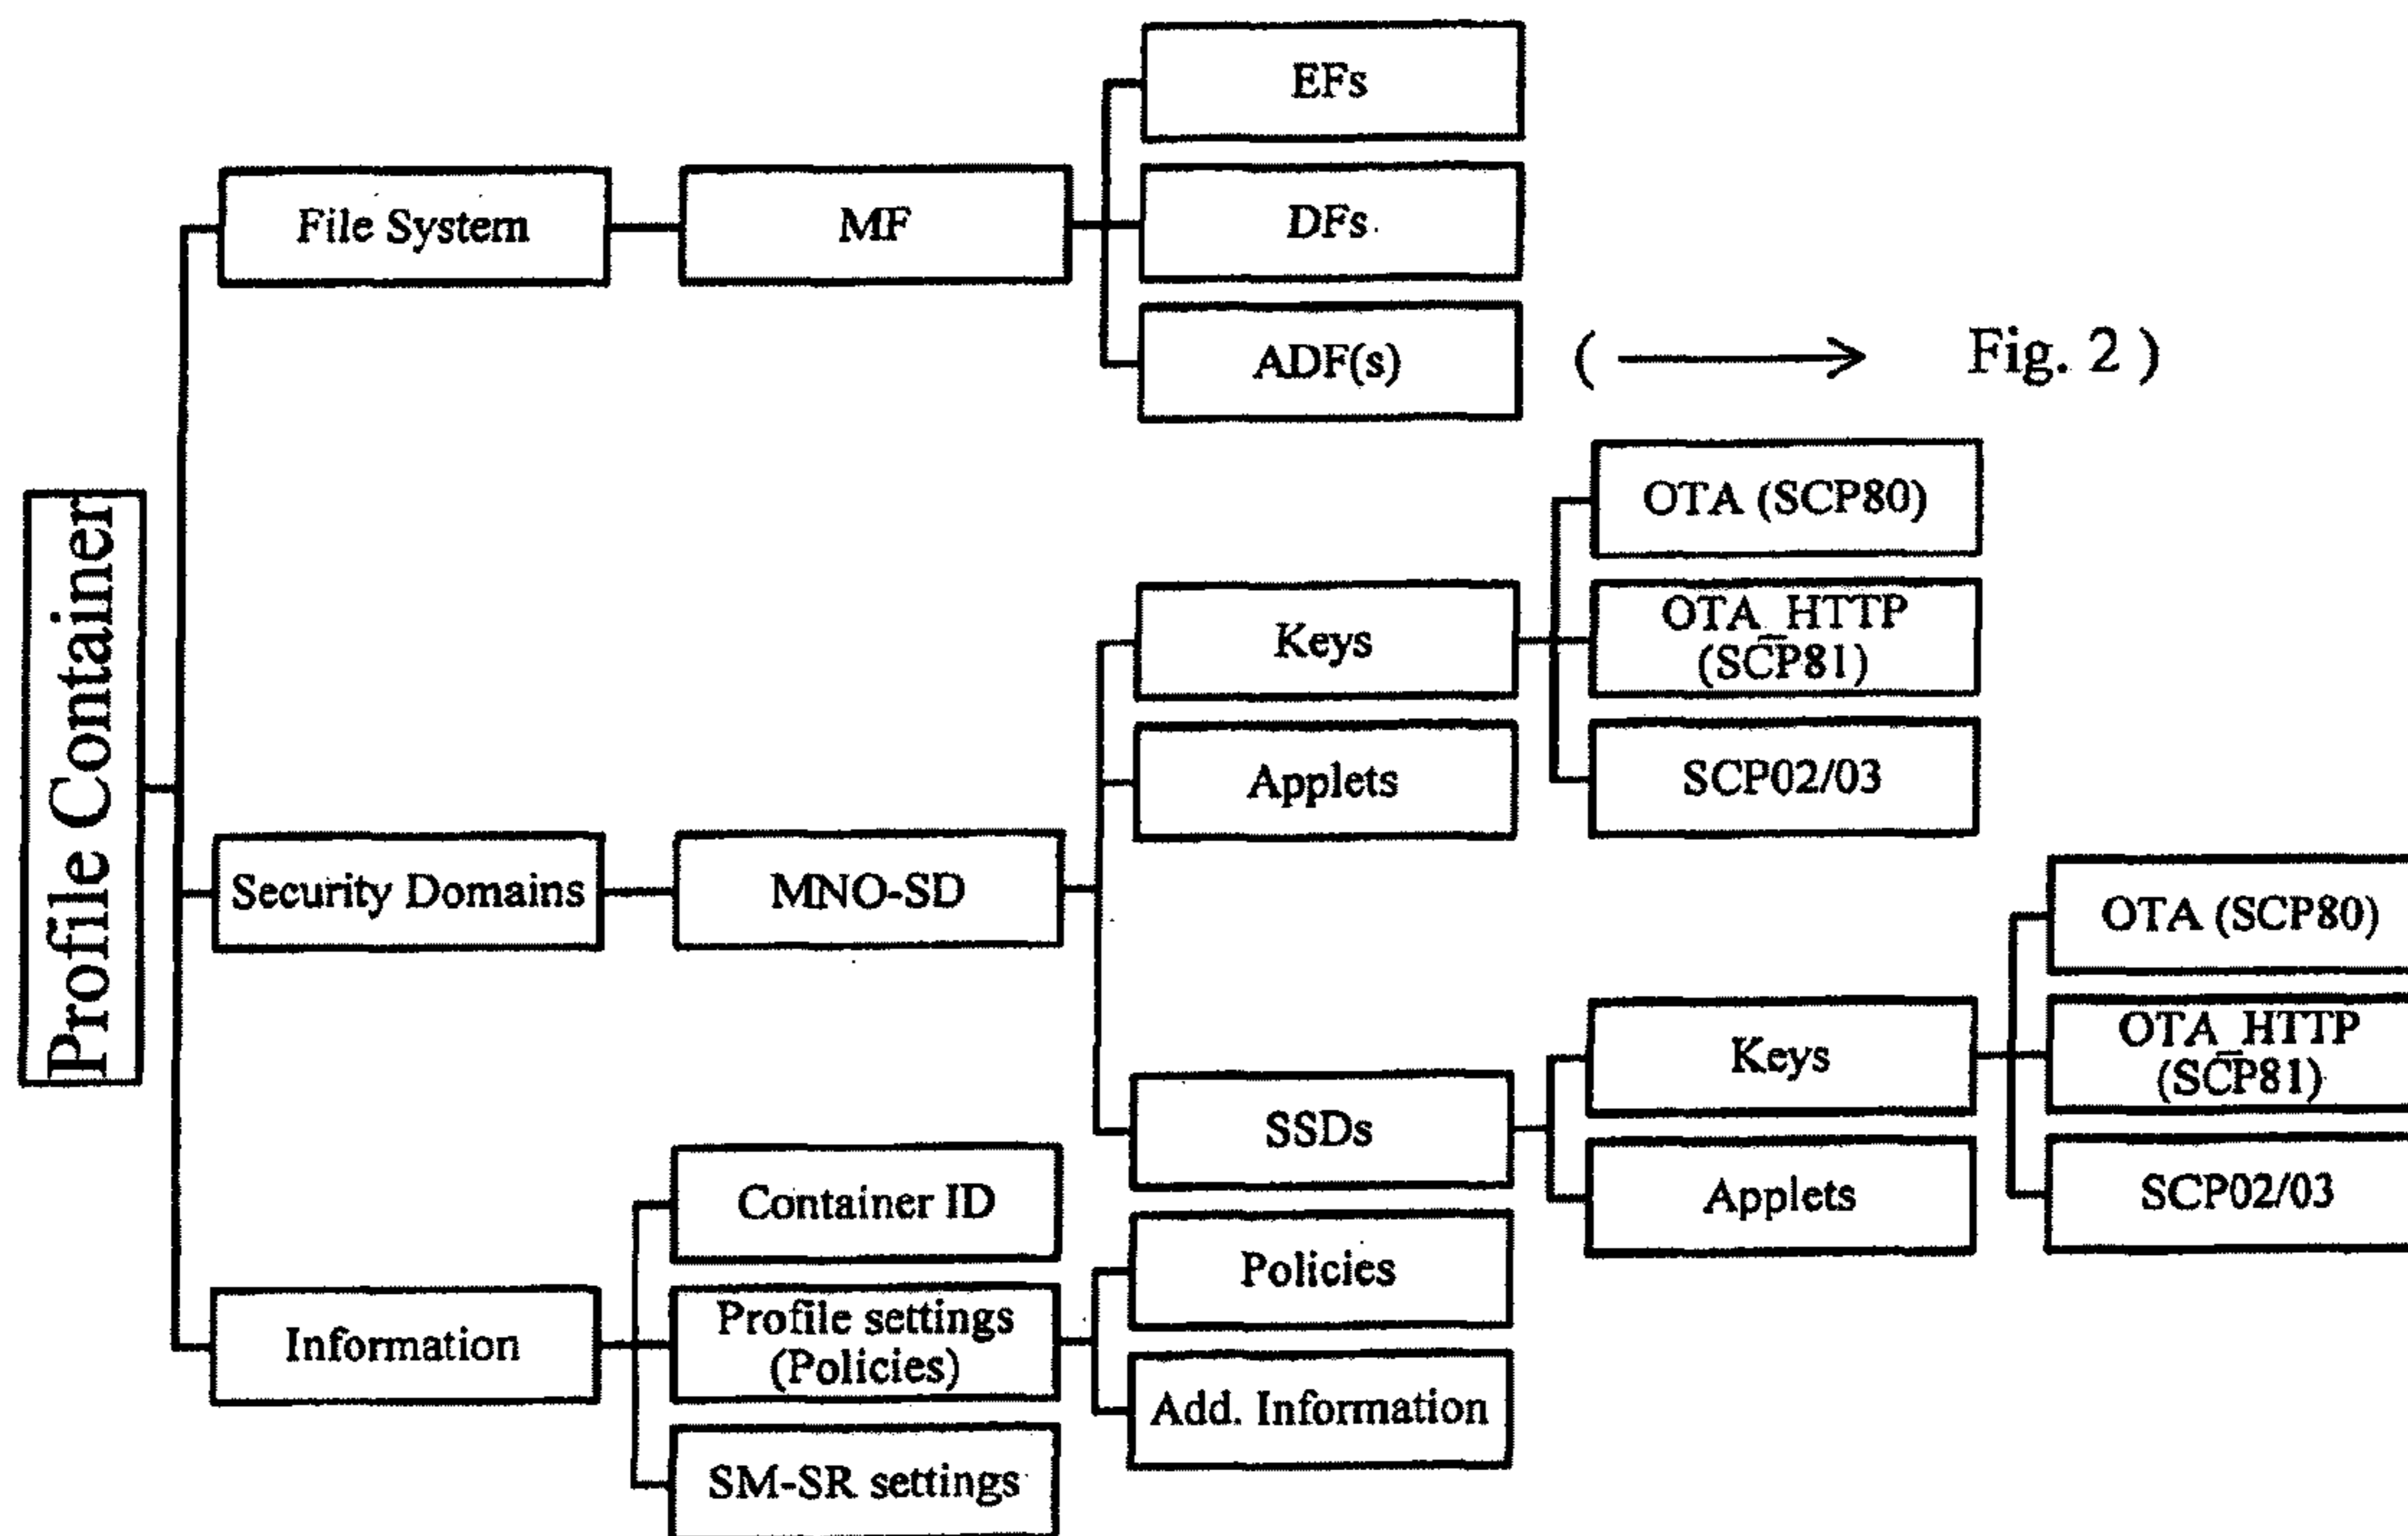 Profile Container
File System
MF
EFs
DFs
ADF(s)
( ⟶ Fig. 2 )
Security Domains
MNO-SD
Keys
OTA (SCP80)
OTA_HTTP
(SCP81)
SCP02/03
Applets
SSDs
Keys
OTA (SCP80)
OTA_HTTP
(SCP81)
SCP02/03
Applets
Information
Container ID
Profile settings
(Policies)
Policies
Add. Information
SM-SR settings